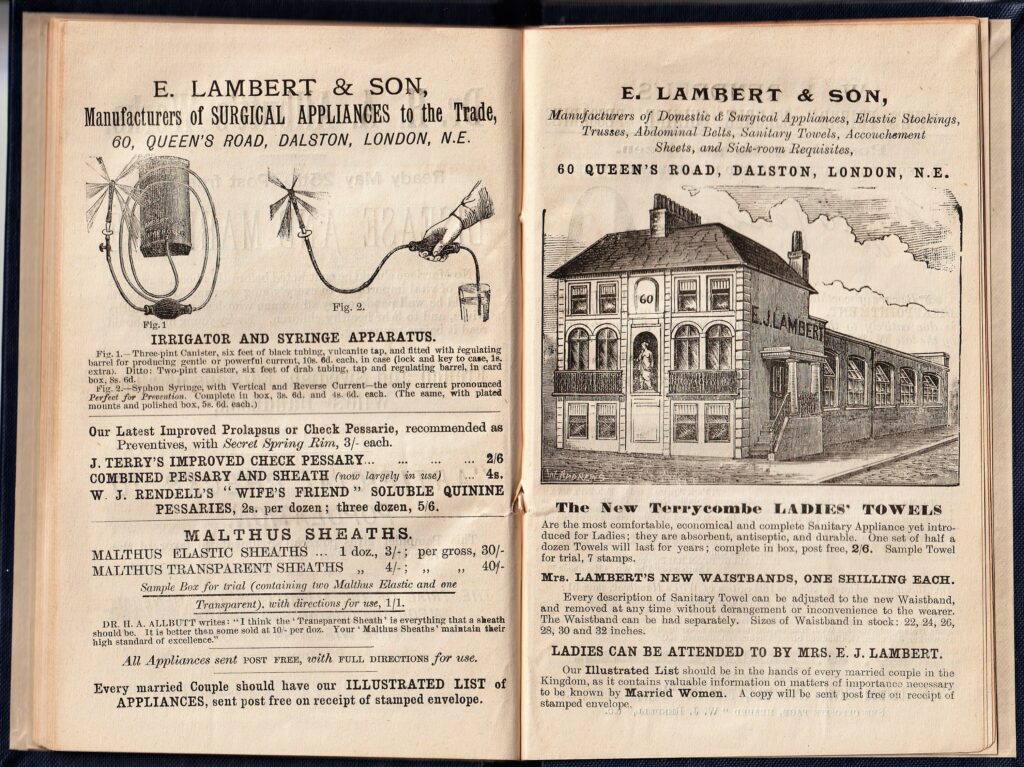 E. LAMBERT & SON,
Manufacturers of SURGICAL APPLIANCES to the Trade,
60, QUEEN'S ROAD, DALSTON, LONDON, N.E.
Fig. 1
Fig. 2.
IRRIGATOR AND SYRINGE APPARATUS.
Fig. 1.—Three-pint Canister, six feet of black tubing, vulcanite tap, and fitted with regulating
barrel for producing gentle or powerful current, 10s. 6d. each, in case (lock and key to case, 1s.
extra). Ditto: Two-pint canister, six feet of drab tubing, tap and regulating barrel, in card
box, 8s. 6d.
Fig. 2.—Syphon Syringe, with Vertical and Reverse Current—the only current pronounced
Perfect for Prevention. Complete in box, 3s. 6d. and 4s. 6d. each. (The same, with plated
mounts and polished box, 5s. 6d. each.)
Our Latest Improved Prolapsus or Check Pessarie, recommended as
Preventives, with Secret Spring Rim, 3/- each.
J. TERRY'S IMPROVED CHECK PESSARY... ... ... ... 2/6
COMBINED PESSARY AND SHEATH (now largely in use) ... 4s.
W. J. RENDELL'S "WIFE'S FRIEND" SOLUBLE QUININE
PESSARIES, 2s. per dozen; three dozen, 5/6.
MALTHUS SHEATHS.
MALTHUS ELASTIC SHEATHS ... 1 doz., 3/-; per gross, 30/-
MALTHUS TRANSPARENT SHEATHS „ 4/-; „ „ 40/-
Sample Box for trial (containing two Malthus Elastic and one
Transparent), with directions for use, 1/1.
DR. H. A. ALLBUTT writes: "I think the 'Transparent Sheath' is everything that a sheath
should be. It is better than some sold at 10/- per doz. Your 'Malthus Sheaths' maintain their
high standard of excellence."
All Appliances sent POST FREE, with FULL DIRECTIONS for use.
Every married Couple should have our ILLUSTRATED LIST of
APPLIANCES, sent post free on receipt of stamped envelope.
E. LAMBERT & SON,
Manufacturers of Domestic & Surgical Appliances, Elastic Stockings,
Trusses, Abdominal Belts, Sanitary Towels, Accouchement
Sheets, and Sick-room Requisites,
60 QUEEN'S ROAD, DALSTON, LONDON, N.E.
60
E. J. LAMBERT
W. ANDREWS
The New Terrycombe LADIES' TOWELS
Are the most comfortable, economical and complete Sanitary Appliance yet intro-
duced for Ladies; they are absorbent, antiseptic, and durable. One set of half a
dozen Towels will last for years; complete in box, post free, 2/6. Sample Towel
for trial, 7 stamps.
Mrs. LAMBERT'S NEW WAISTBANDS, ONE SHILLING EACH.
Every description of Sanitary Towel can be adjusted to the new Waistband,
and removed at any time without derangement or inconvenience to the wearer.
The Waistband can be had separately. Sizes of Waistband in stock: 22, 24, 26,
28, 30 and 32 inches.
LADIES CAN BE ATTENDED TO BY MRS. E. J. LAMBERT.
Our Illustrated List should be in the hands of every married couple in the
Kingdom, as it contains valuable information on matters of importance necessary
to be known by Married Women. A copy will be sent post free on receipt of
stamped envelope.